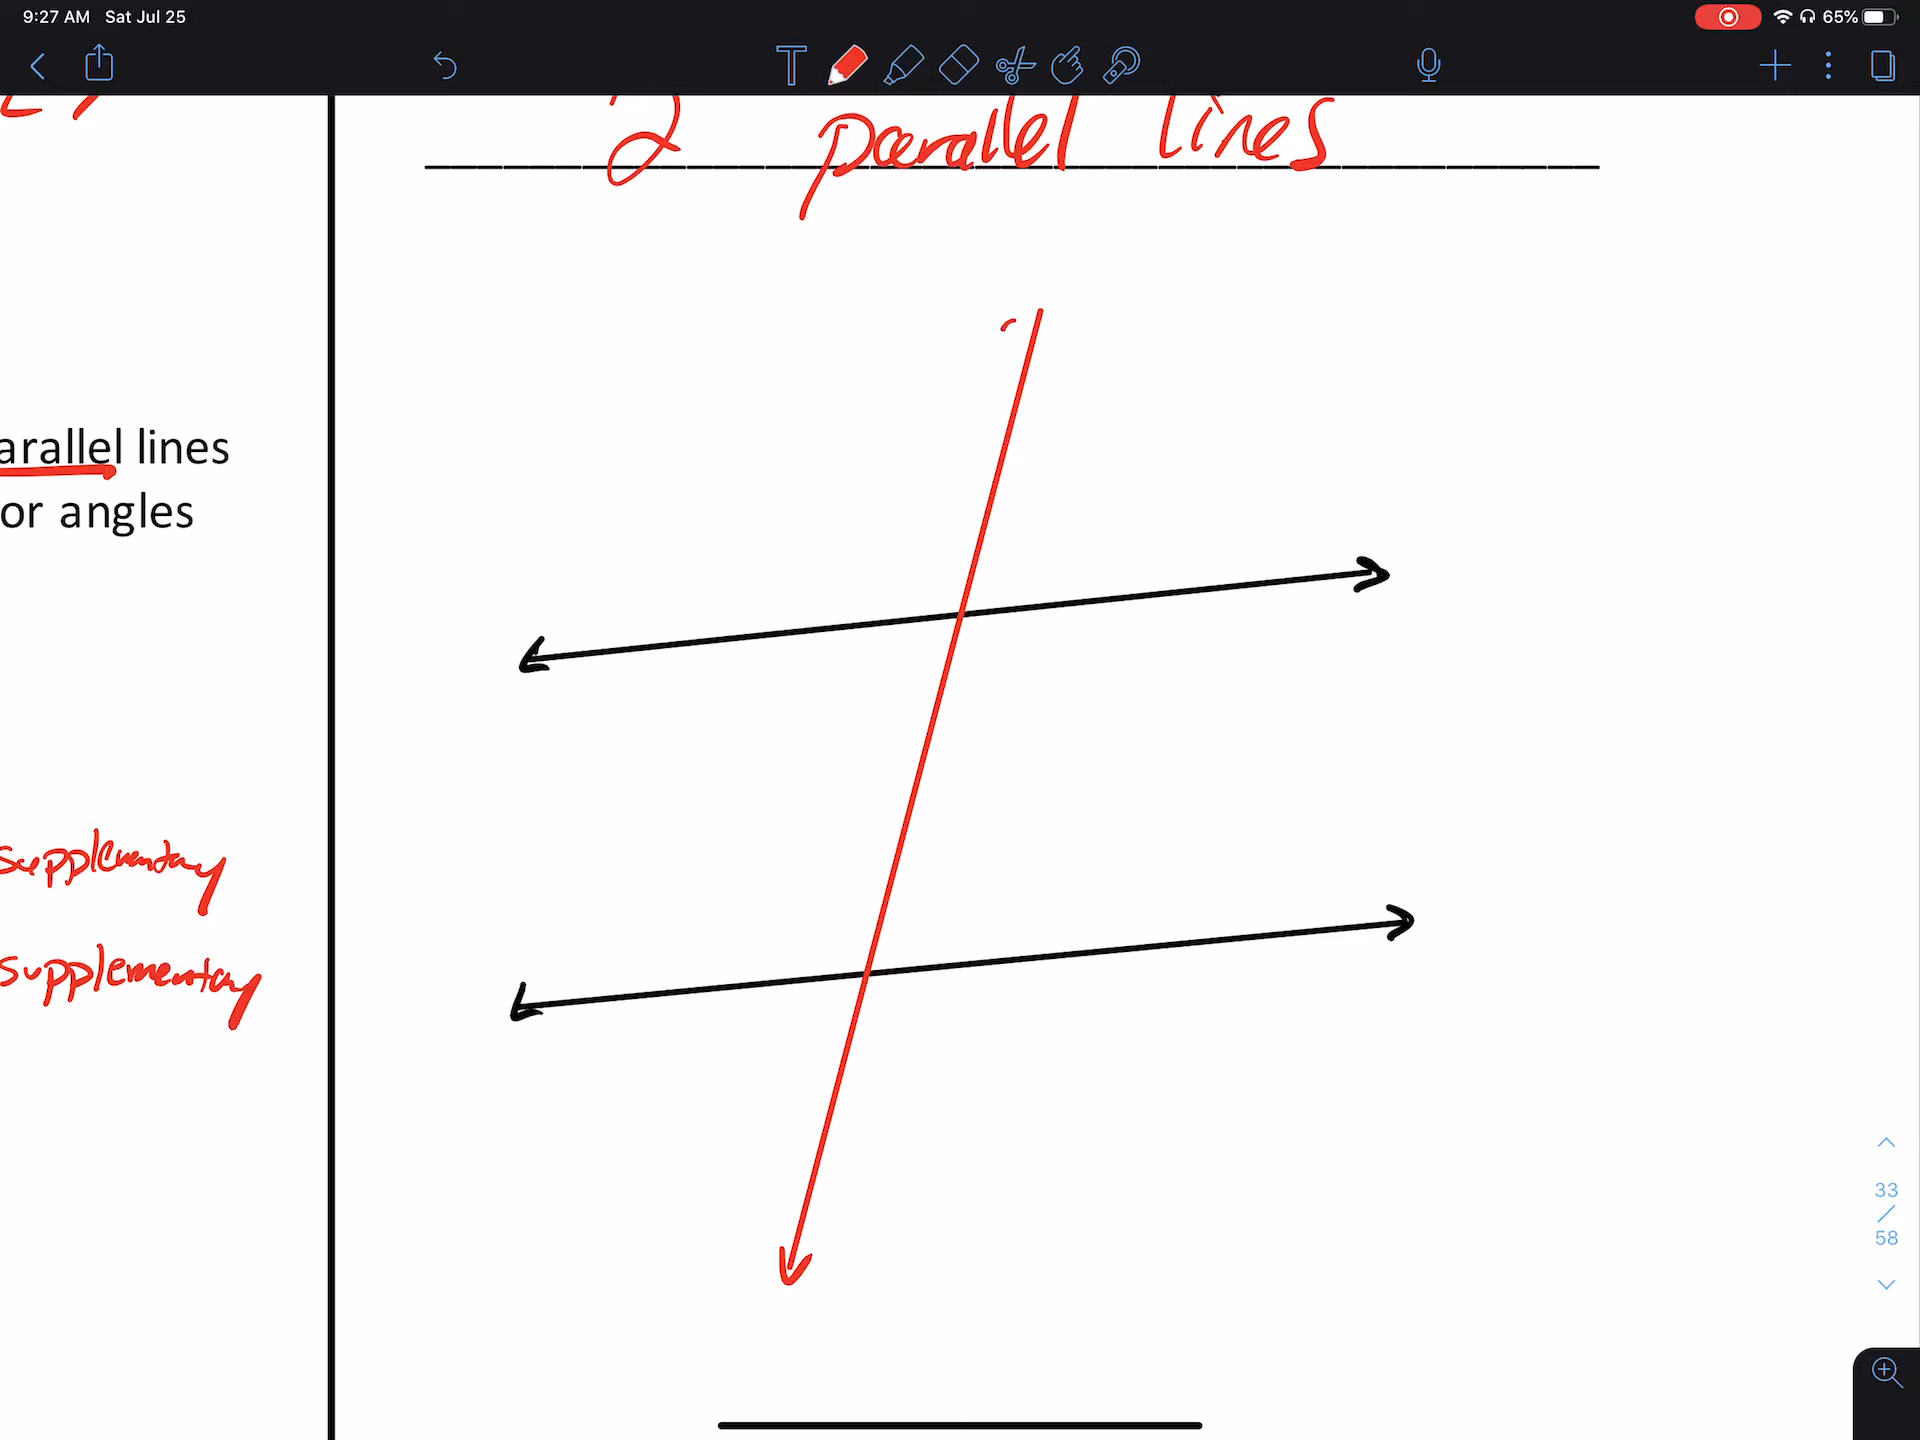 9:27 AM Sat Jul 25
65%
2 parallel lines
arallel lines
or angles
supplementary
supplementary
33
/
58